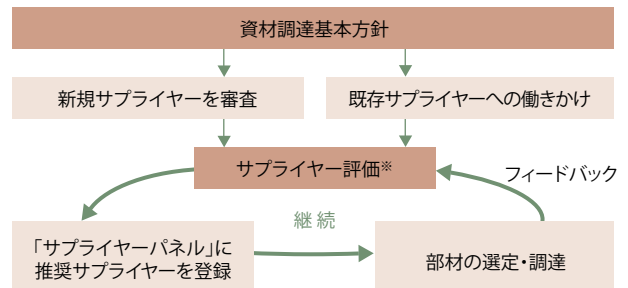 資材調達基本方針
新規サプライヤーを審査
既存サプライヤーへの働きかけ
サプライヤー評価※
フィードバック
継続
「サプライヤーパネル」に
推奨サプライヤーを登録
部材の選定・調達